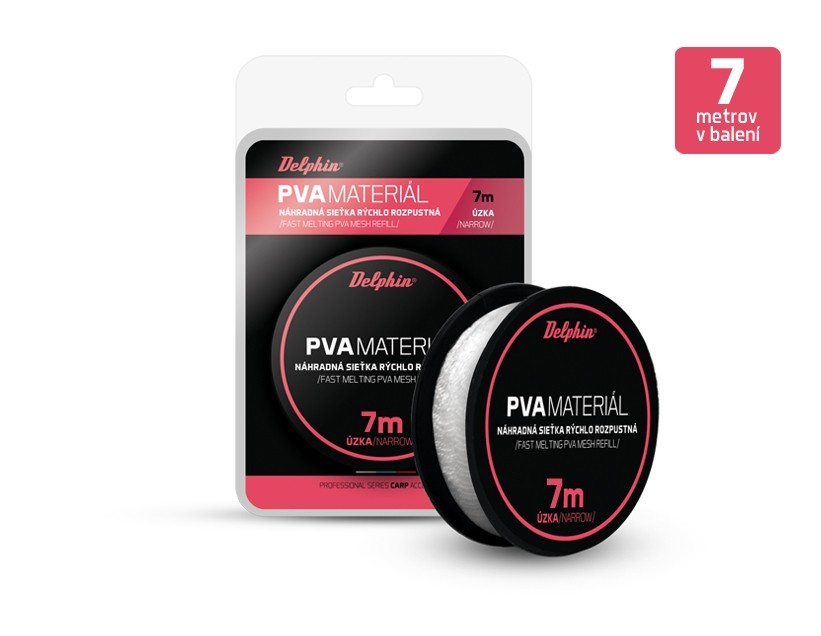 7
metrov
v balení
Delphin®
PVA MATERIÁL
NÁHRADNÁ SIEŤKA RÝCHLO ROZPUSTNÁ
/FAST MELTING PVA MESH REFILL/
7m
ÚZKA
/NARROW/
Delphin®
PVA MATERI
NÁHRADNÁ SIEŤKA RÝCHLO R
/FAST MELTING PVA MESH
7m
ÚZKA/NARROW
PROFESSIONAL SERIES CARP ACC
Delphin®
PVA MATERIÁL
NÁHRADNÁ SIEŤKA RÝCHLO ROZPUSTNÁ
/FAST MELTING PVA MESH REFILL/
7m
ÚZKA/NARROW/